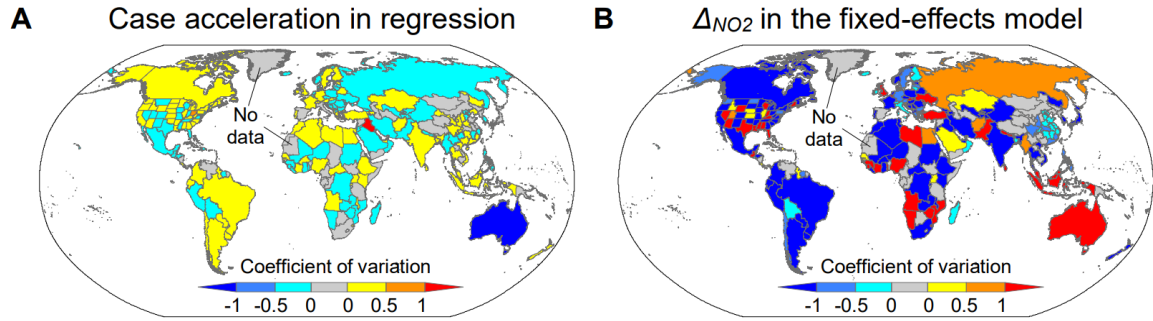 A Case acceleration in regression
No
data
Coefficient of variation
-1 -0.5 0 0 0.5 1
B Δ_NO2 in the fixed-effects model
No
data
Coefficient of variation
-1 -0.5 0 0 0.5 1